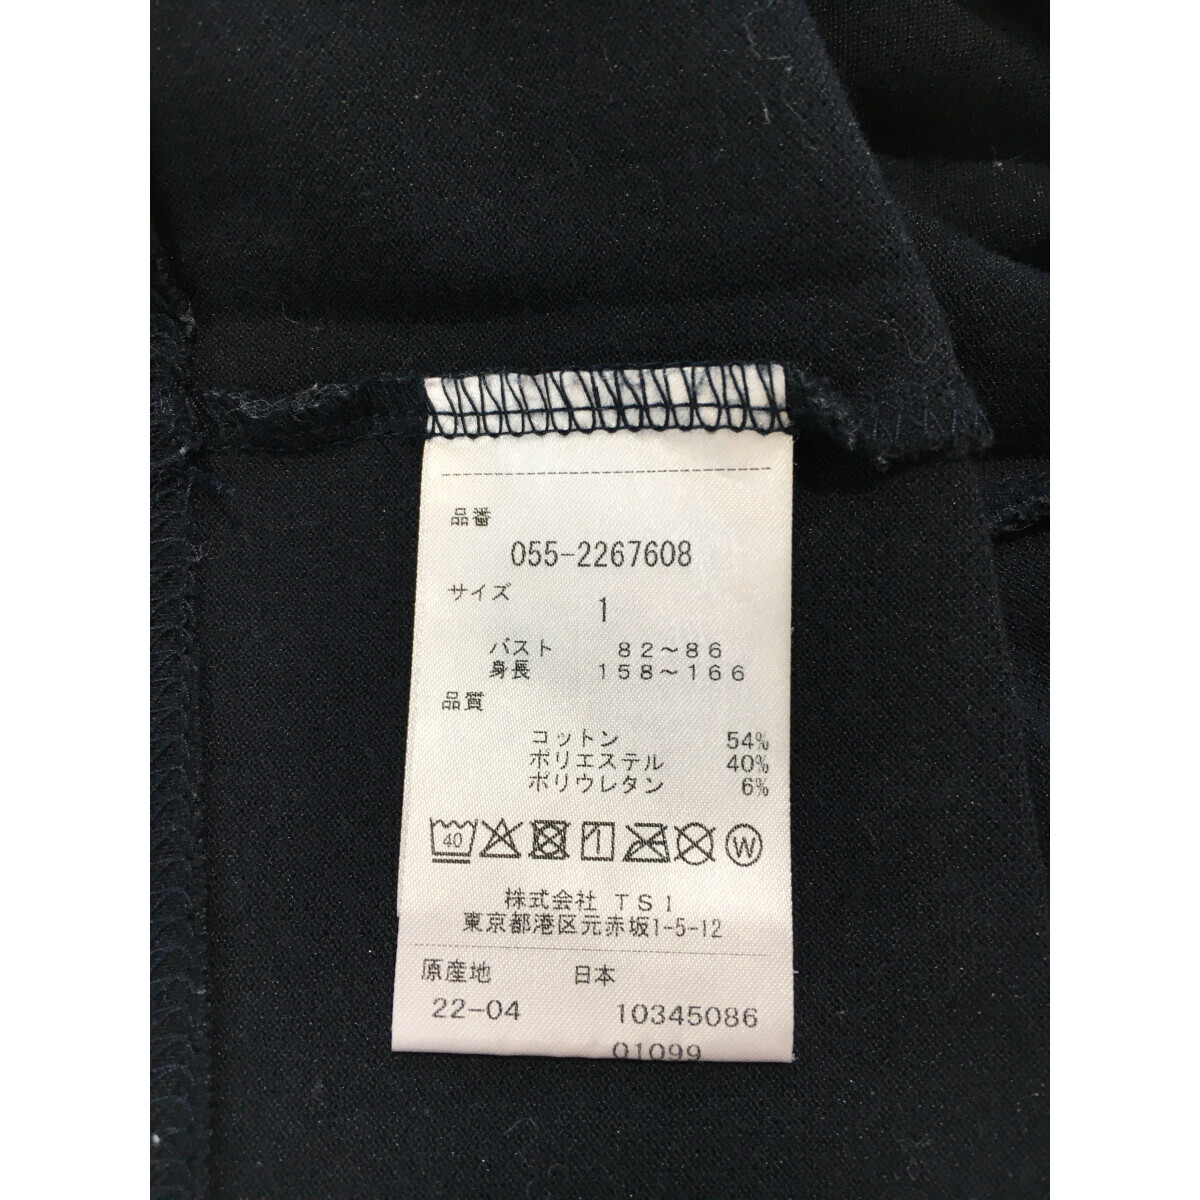 品番
055-2267608
サイズ
1
バスト 82～86
身長 158～166
品質
コットン 54%
ポリエステル 40%
ポリウレタン 6%
40 W
株式会社 TSI
東京都港区元赤坂1-5-12
原産地 日本
22-04 10345086
01099